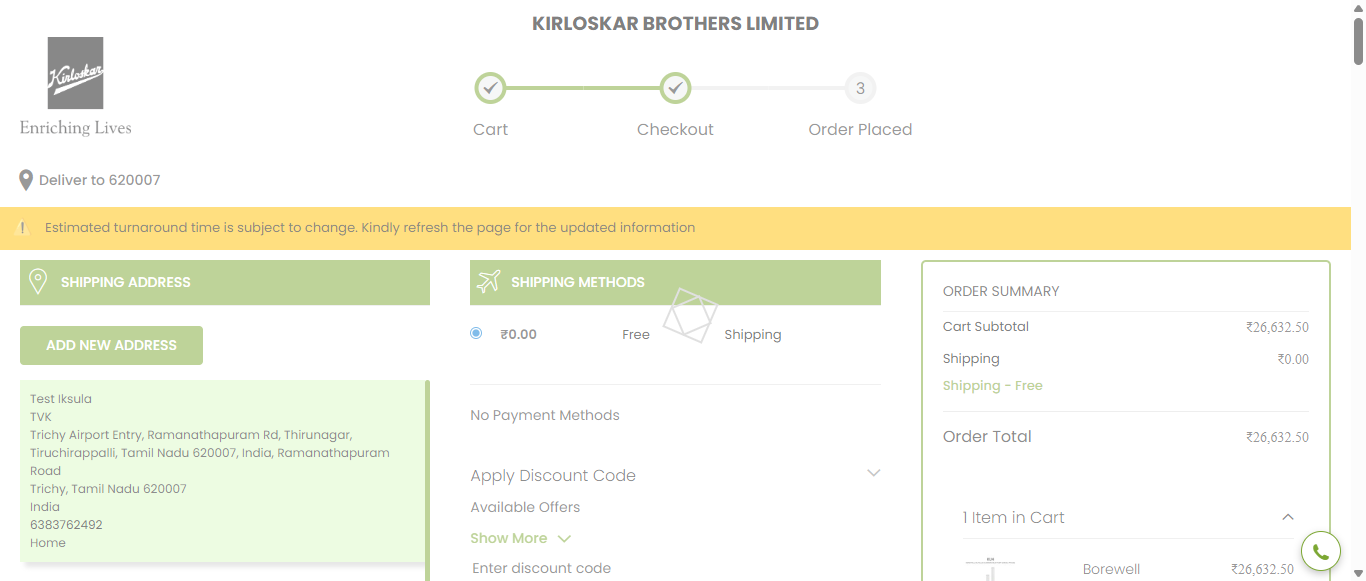 KIRLOSKAR BROTHERS LIMITED
Kirloskar
Enriching Lives
3
Cart
Checkout
Order Placed
Deliver to 620007
Estimated turnaround time is subject to change. Kindly refresh the page for the updated information
SHIPPING ADDRESS
ADD NEW ADDRESS
Test Iksula
TVK
Trichy Airport Entry, Ramanathapuram Rd, Thirunagar,
Tiruchirappalli, Tamil Nadu 620007, India, Ramanathapuram
Road
Trichy, Tamil Nadu 620007
India
6383762492
Home
SHIPPING METHODS
₹0.00 Free Shipping
No Payment Methods
Apply Discount Code
Available Offers
Show More
Enter discount code
ORDER SUMMARY
Cart Subtotal ₹26,632.50
Shipping ₹0.00
Shipping - Free
Order Total ₹26,632.50
1 Item in Cart
Borewell ₹26,632.50